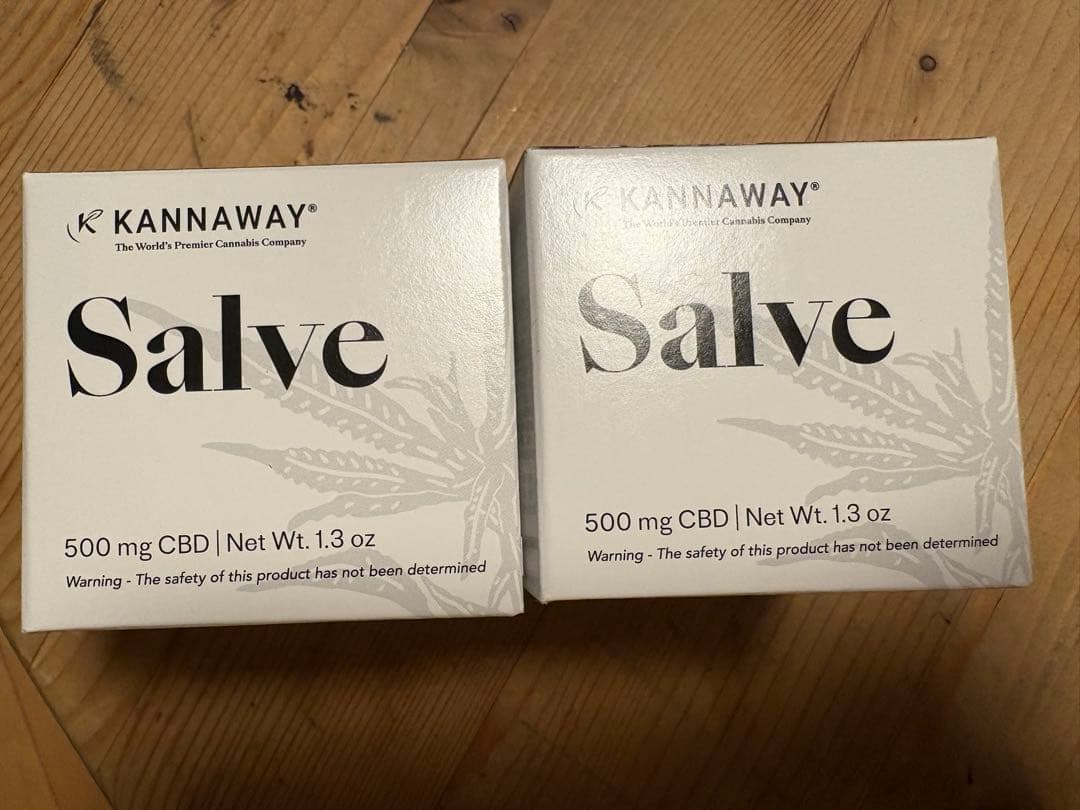 KANNAWAY®
The World's Premier Cannabis Company
Salve
500 mg CBD | Net Wt. 1.3 oz
Warning - The safety of this product has not been determined
KANNAWAY®
The World's Premier Cannabis Company
Salve
500 mg CBD | Net Wt. 1.3 oz
Warning - The safety of this product has not been determined